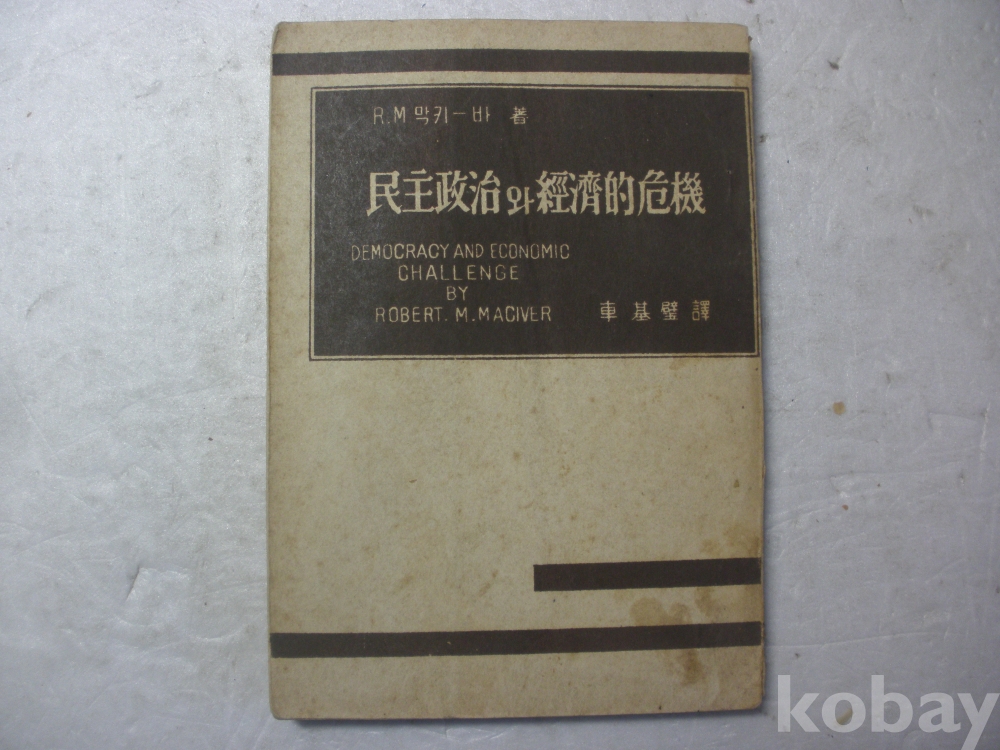 R.M 막키ー바 著
民主政治와 經濟的危機
DEMOCRACY AND ECONOMIC
CHALLENGE
BY
ROBERT. M. MACIVER
車基璧 譯
kobay